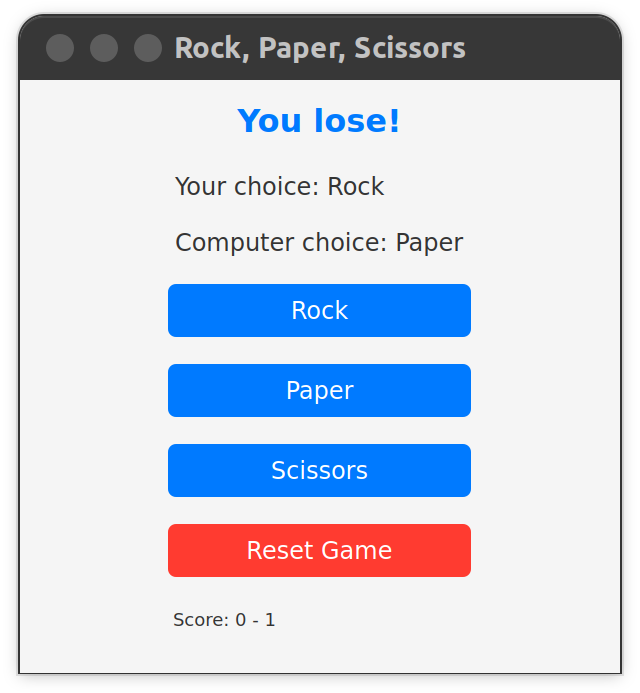 Rock, Paper, Scissors
You lose!
Your choice: Rock
Computer choice: Paper
Rock
Paper
Scissors
Reset Game
Score: 0 - 1